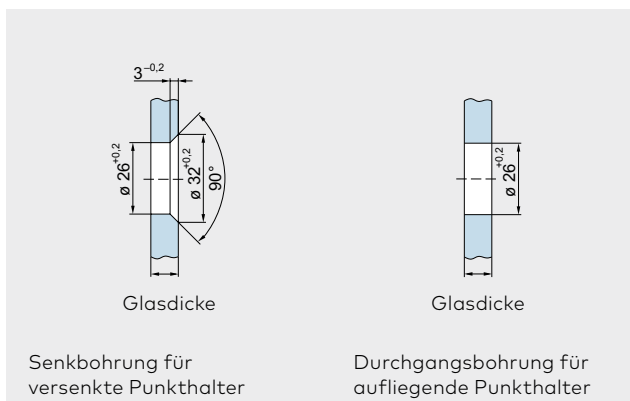 3 −0,2
ø 26 +0,2
ø 32 +0,2
90°
Glasdicke
Senkbohrung für
versenkte Punkthalter
ø 26 +0,2
Glasdicke
Durchgangsbohrung für
aufliegende Punkthalter